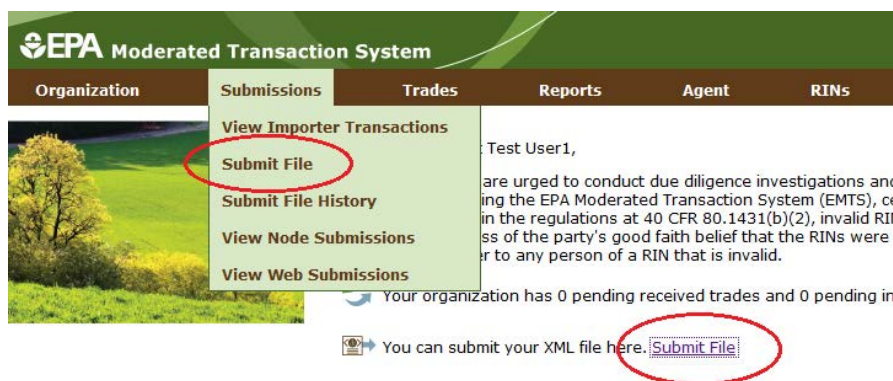 EPA Moderated Transaction System
Organization Submissions Trades Reports Agent RINs
View Importer Transactions
Submit File
Submit File History
View Node Submissions
View Web Submissions
Test User1,
are urged to conduct due diligence investigations and
ing the EPA Moderated Transaction System (EMTS), ce
in the regulations at 40 CFR 80.1431(b)(2), invalid RI
ss of the party's good faith belief that the RINs were
er to any person of a RIN that is invalid.
Your organization has 0 pending received trades and 0 pending in
You can submit your XML file here. Submit File